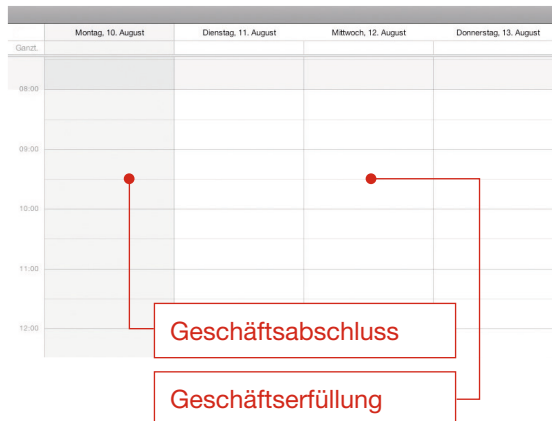 Montag, 10. August Dienstag, 11. August Mittwoch, 12. August Donnerstag, 13. August
Ganzt.
08:00
09:00
10:00
11:00
12:00
Geschäftsabschluss
Geschäftserfüllung